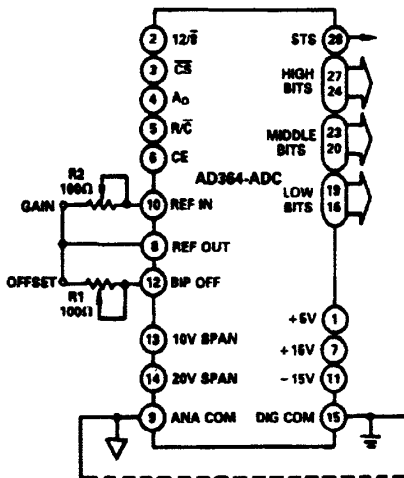 2 12/8̅
3 C̅S̅
4 A₀
5 R/C̅
6 CE
R2
100Ω
GAIN
10 REF IN
8 REF OUT
OFFSET
12 BIP OFF
R1
100Ω
13 10V SPAN
14 20V SPAN
9 ANA COM
AD364-ADC
STS 28
HIGH BITS 27 24
MIDDLE BITS 23 20
LOW BITS 19 16
+5V 1
+15V 7
-15V 11
DIG COM 15